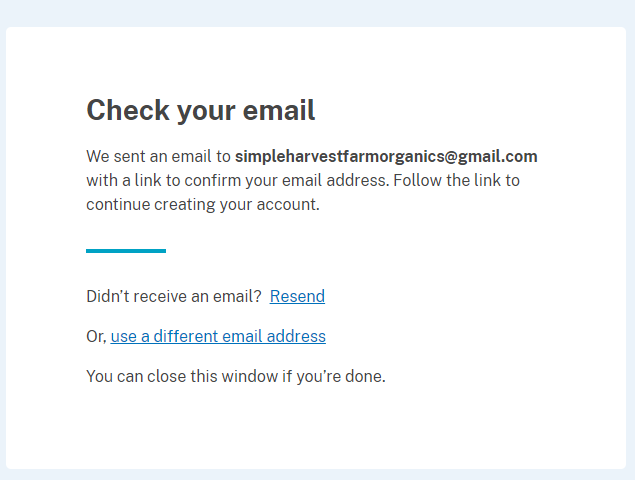 Check your email
We sent an email to simpleharvestfarmorganics@gmail.com
with a link to confirm your email address. Follow the link to
continue creating your account.
Didn’t receive an email? Resend
Or, use a different email address
You can close this window if you’re done.